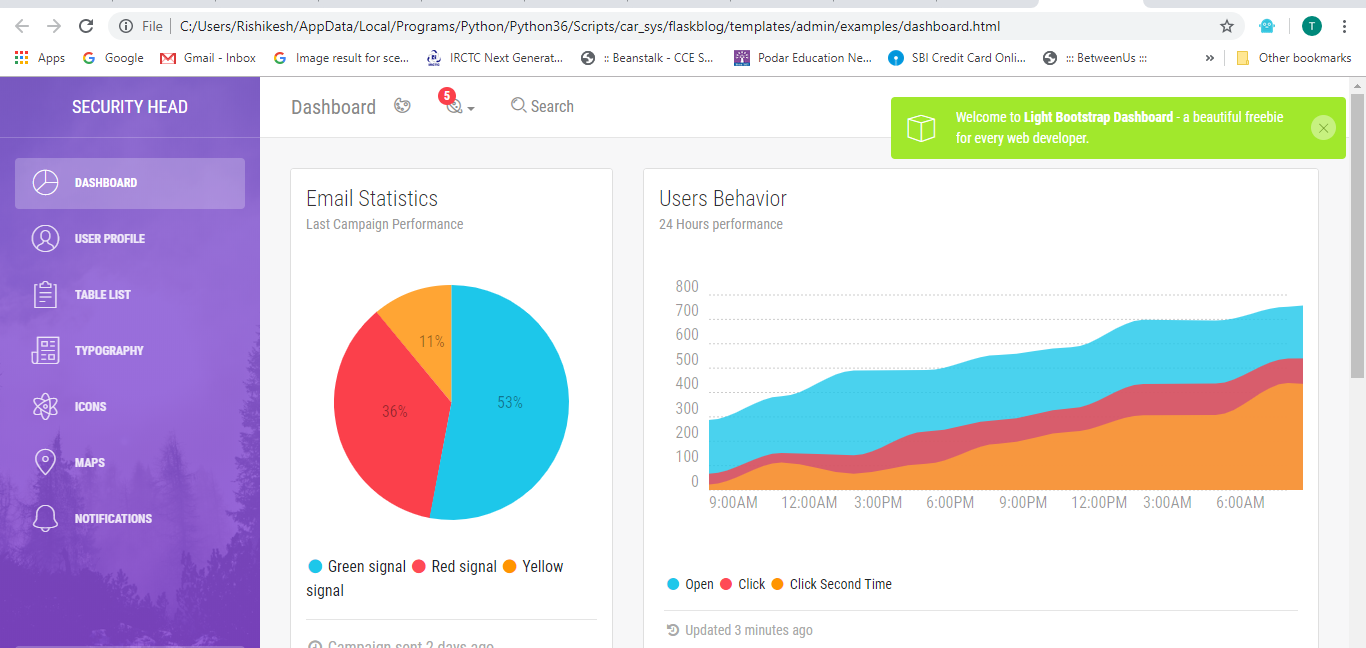 File | C:/Users/Rishikesh/AppData/Local/Programs/Python/Python36/Scripts/car_sys/flaskblog/templates/admin/examples/dashboard.html
T
Apps Google Gmail - Inbox Image result for sce... IRCTC Next Generat... :: Beanstalk - CCE S... Podar Education Ne... SBI Credit Card Onli... ::: BetweenUs ::: » Other bookmarks
SECURITY HEAD
Dashboard 5 Search
Welcome to Light Bootstrap Dashboard - a beautiful freebie
for every web developer.
DASHBOARD
USER PROFILE
TABLE LIST
TYPOGRAPHY
ICONS
MAPS
NOTIFICATIONS
Email Statistics
Last Campaign Performance
11%
36%
53%
Green signal Red signal Yellow
signal
Campaign sent 2 days ago
Users Behavior
24 Hours performance
800
700
600
500
400
300
200
100
0
9:00AM 12:00AM 3:00PM 6:00PM 9:00PM 12:00PM 3:00AM 6:00AM
Open Click Click Second Time
Updated 3 minutes ago